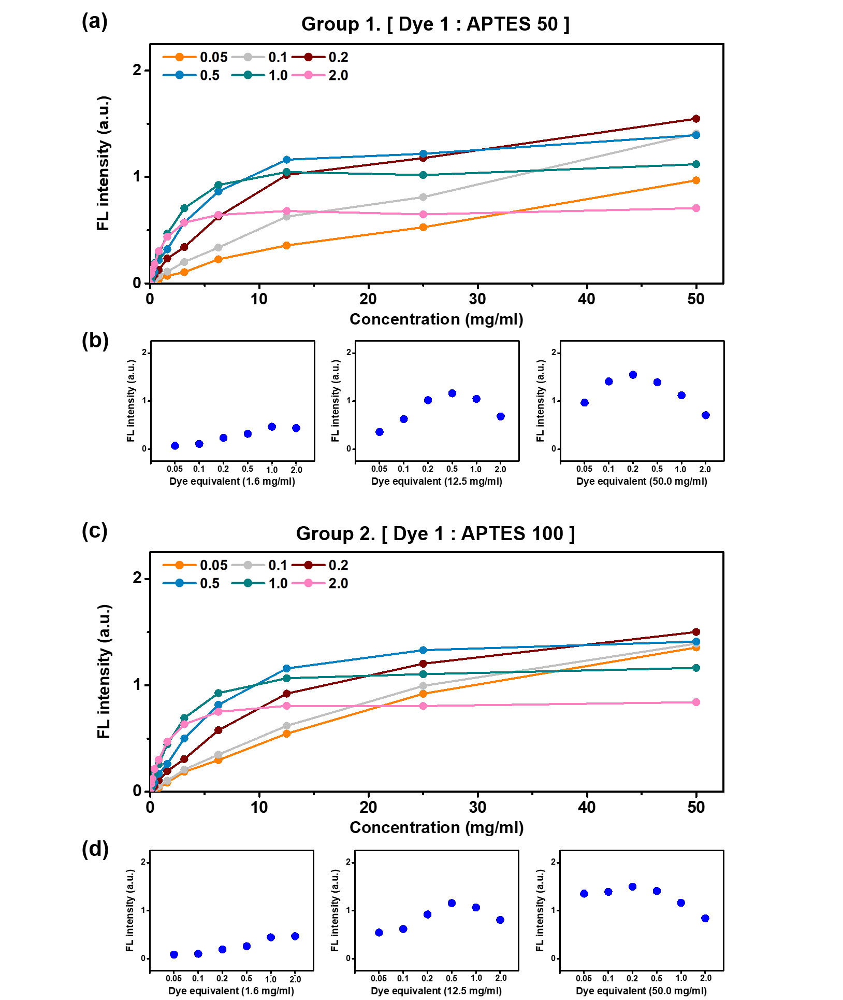 (a)
Group 1. [ Dye 1 : APTES 50 ]
0.05 0.1 0.2
0.5 1.0 2.0
2
1
0
FL intensity (a.u.)
0 10 20 30 40 50
Concentration (mg/ml)
(b)
2
1
0
FL intensity (a.u.)
0.05 0.1 0.2 0.5 1.0 2.0
Dye equivalent (1.6 mg/ml)
2
1
0
FL intensity (a.u.)
0.05 0.1 0.2 0.5 1.0 2.0
Dye equivalent (12.5 mg/ml)
2
1
0
FL intensity (a.u.)
0.05 0.1 0.2 0.5 1.0 2.0
Dye equivalent (50.0 mg/ml)
(c)
Group 2. [ Dye 1 : APTES 100 ]
0.05 0.1 0.2
0.5 1.0 2.0
2
1
0
FL intensity (a.u.)
0 10 20 30 40 50
Concentration (mg/ml)
(d)
2
1
0
FL intensity (a.u.)
0.05 0.1 0.2 0.5 1.0 2.0
Dye equivalent (1.6 mg/ml)
2
1
0
FL intensity (a.u.)
0.05 0.1 0.2 0.5 1.0 2.0
Dye equivalent (12.5 mg/ml)
2
1
0
FL intensity (a.u.)
0.05 0.1 0.2 0.5 1.0 2.0
Dye equivalent (50.0 mg/ml)